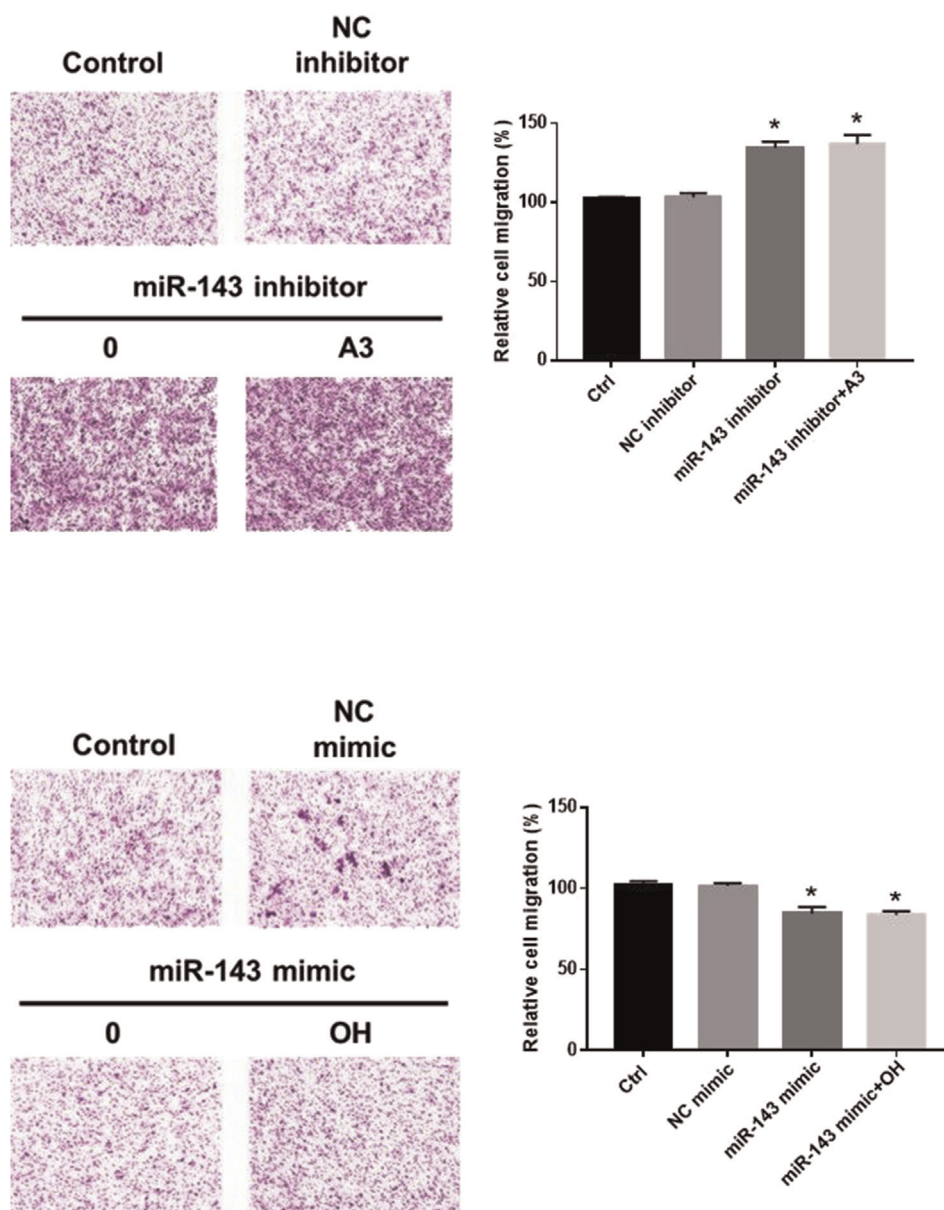 Control
NC
inhibitor
miR-143 inhibitor
0
A3
Relative cell migration (%)
150
100
50
0
*
*
Ctrl
NC inhibitor
miR-143 inhibitor
miR-143 inhibitor+A3
Control
NC
mimic
miR-143 mimic
0
OH
Relative cell migration (%)
150
100
50
0
*
*
Ctrl
NC mimic
miR-143 mimic
miR-143 mimic+OH